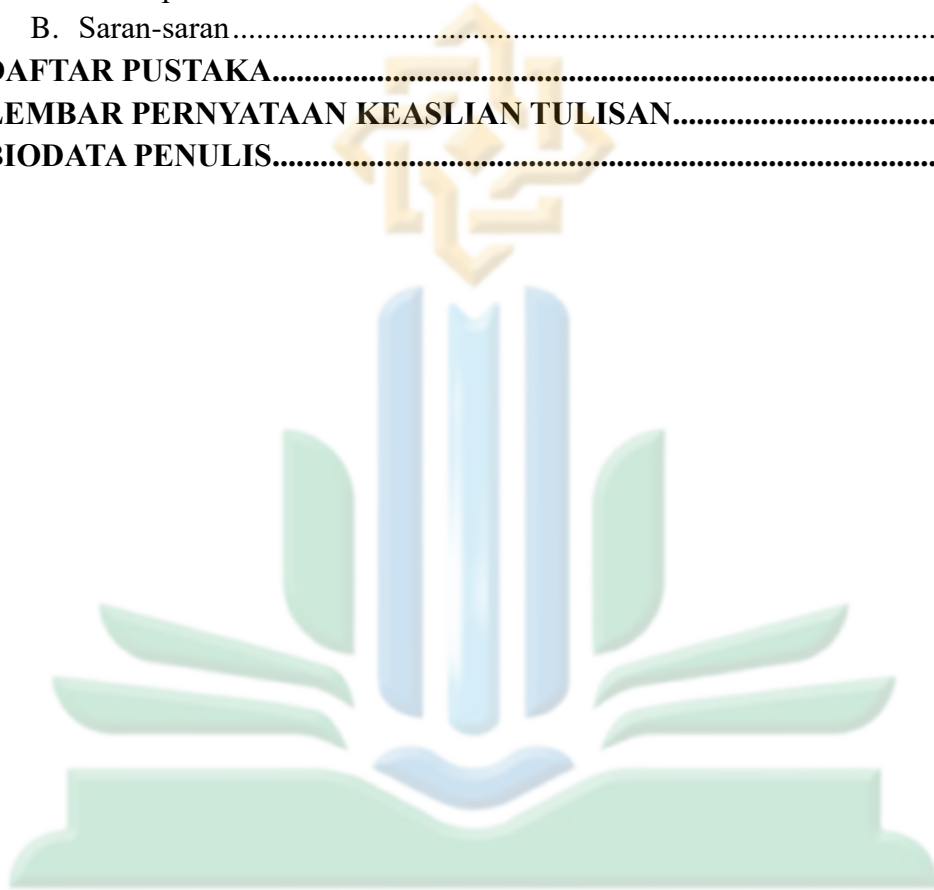 B. Saran-saran...................................................................................................
DAFTAR PUSTAKA...................................................................................
LEMBAR PERNYATAAN KEASLIAN TULISAN.................................
BIODATA PENULIS...................................................................................